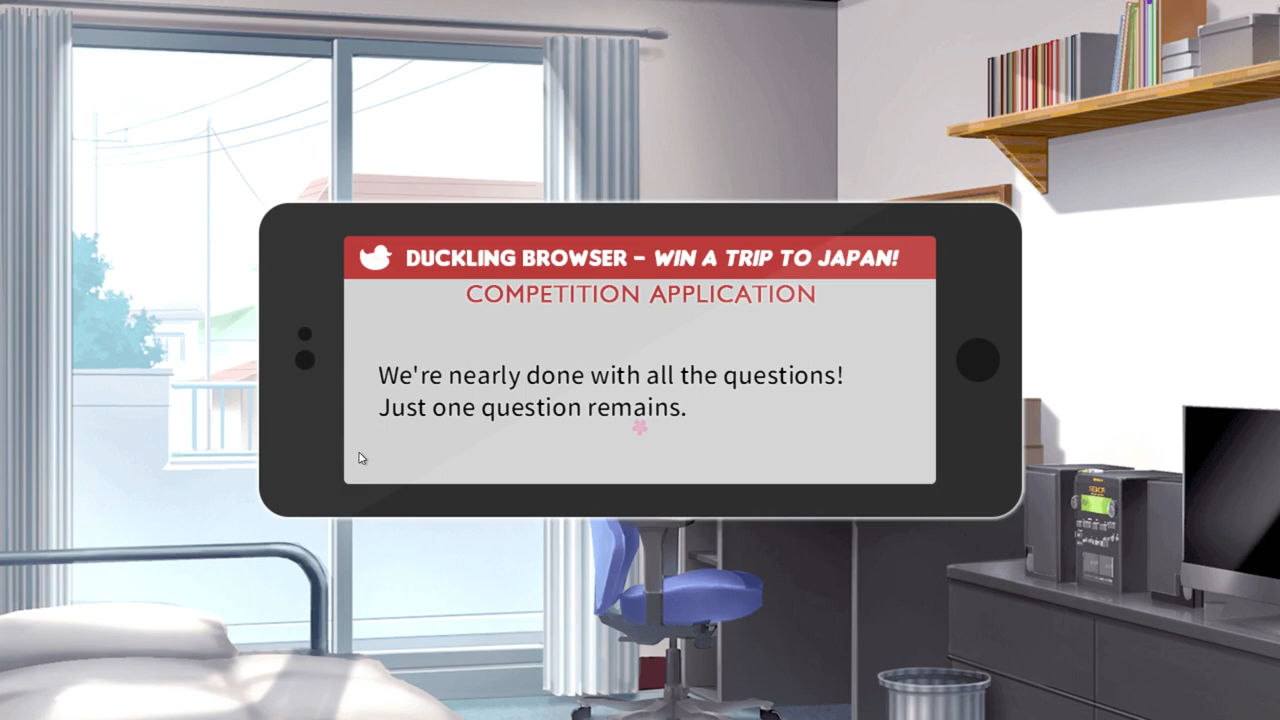 DUCKLING BROWSER - WIN A TRIP TO JAPAN!
COMPETITION APPLICATION
We're nearly done with all the questions!
Just one question remains.